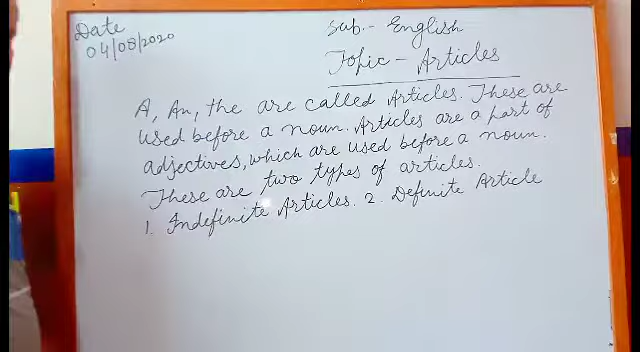 Date
04/08/2020
Sub.- English
Topic - Articles
A, An, the are called Articles. These are
used before a noun. Articles are a part of
adjectives, which are used before a noun.
These are two types of articles.
1. Indefinite Articles. 2. Definite Article